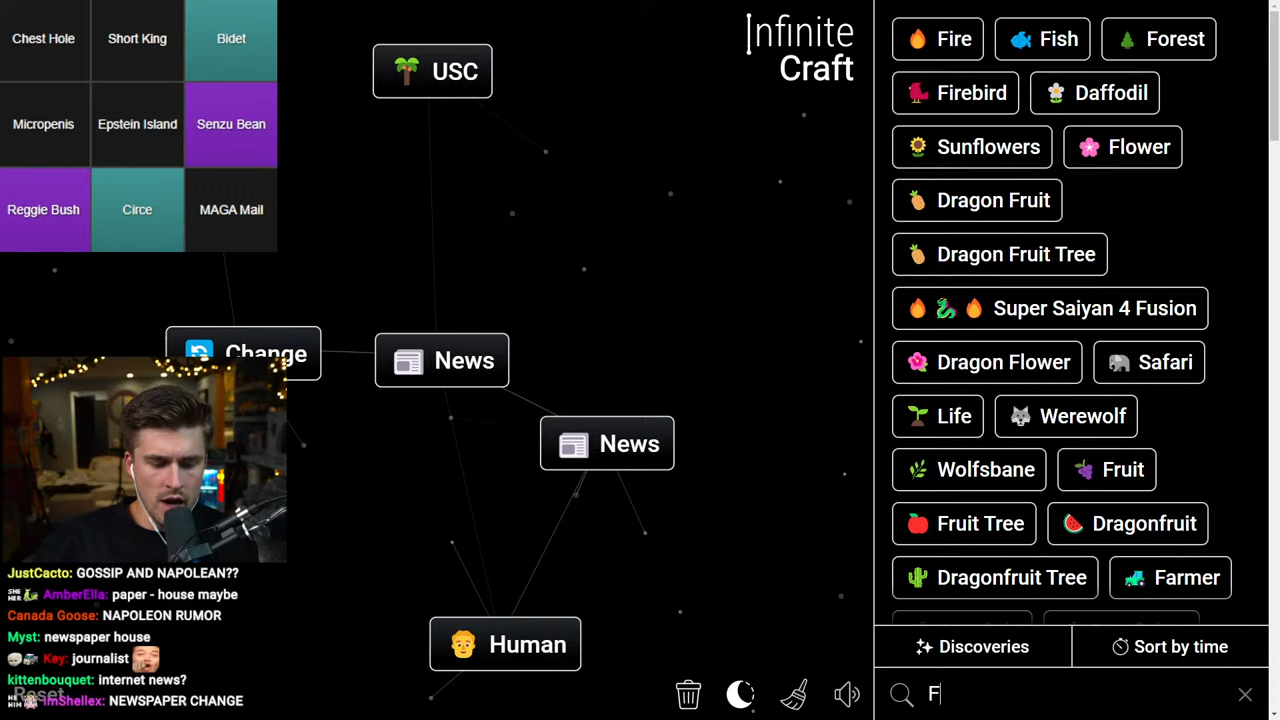 Chest Hole
Short King
Bidet
Micropenis
Epstein Island
Senzu Bean
Reggie Bush
Circe
MAGA Mail
USC
Infinite
Craft
Change
News
News
Human
JustCacto: GOSSIP AND NAPOLEAN??
SHE HER AmberElla: paper - house maybe
Canada Goose: NAPOLEON RUMOR
Myst: newspaper house
Key: journalist
kittenbouquet: internet news?
Reset
HIM ImShellex: NEWSPAPER CHANGE
Fire
Fish
Forest
Firebird
Daffodil
Sunflowers
Flower
Dragon Fruit
Dragon Fruit Tree
Super Saiyan 4 Fusion
Dragon Flower
Safari
Life
Werewolf
Wolfsbane
Fruit
Fruit Tree
Dragonfruit
Dragonfruit Tree
Farmer
Discoveries
Sort by time
F